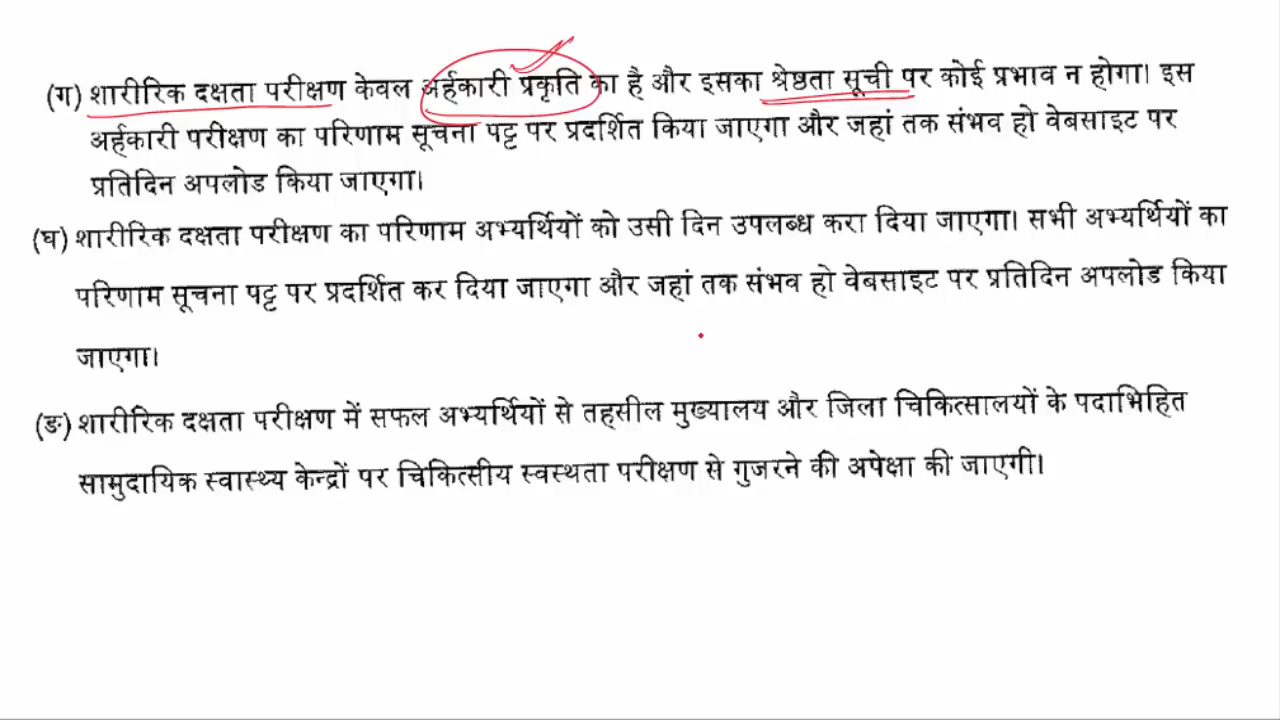 (ग) शारीरिक दक्षता परीक्षण केवल अर्हकारी प्रकृति का है और इसका श्रेष्ठता सूची पर कोई प्रभाव न होगा। इस
अर्हकारी परीक्षण का परिणाम सूचना पट्ट पर प्रदर्शित किया जाएगा और जहां तक संभव हो वेबसाइट पर
प्रतिदिन अपलोड किया जाएगा।
(घ) शारीरिक दक्षता परीक्षण का परिणाम अभ्यर्थियों को उसी दिन उपलब्ध करा दिया जाएगा। सभी अभ्यर्थियों का
परिणाम सूचना पट्ट पर प्रदर्शित कर दिया जाएगा और जहां तक संभव हो वेबसाइट पर प्रतिदिन अपलोड किया
जाएगा।
(ङ) शारीरिक दक्षता परीक्षण में सफल अभ्यर्थियों से तहसील मुख्यालय और जिला चिकित्सालयों के पदाभिहित
सामुदायिक स्वास्थ्य केन्द्रों पर चिकित्सीय स्वस्थता परीक्षण से गुजरने की अपेक्षा की जाएगी।